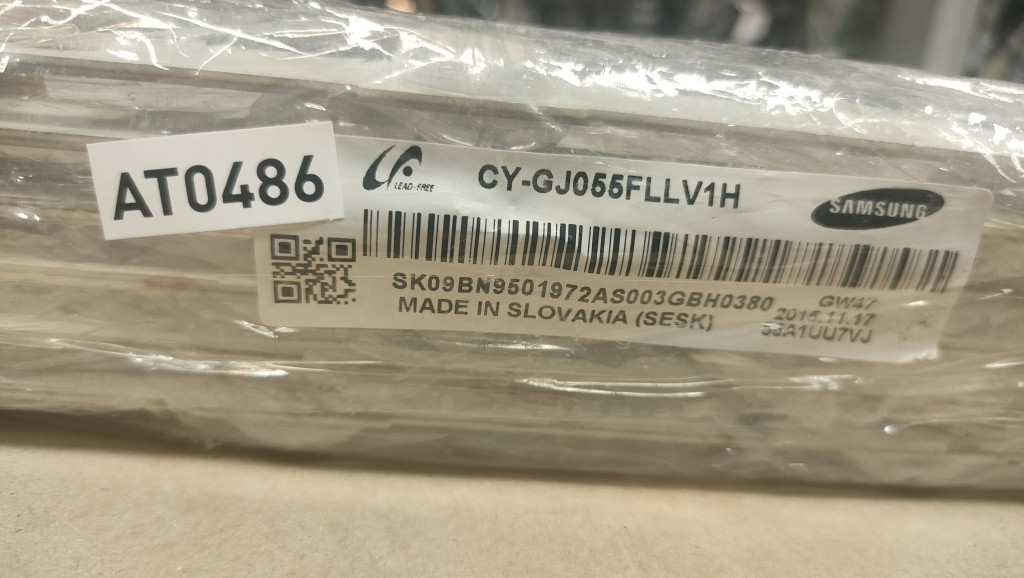 AT0486
LEAD-FREE
CY-GJ055FLLV1H
SAMSUNG
SK09BN9501972AS003GBH0380
GW47
MADE IN SLOVAKIA (SESK)
2015.11.17